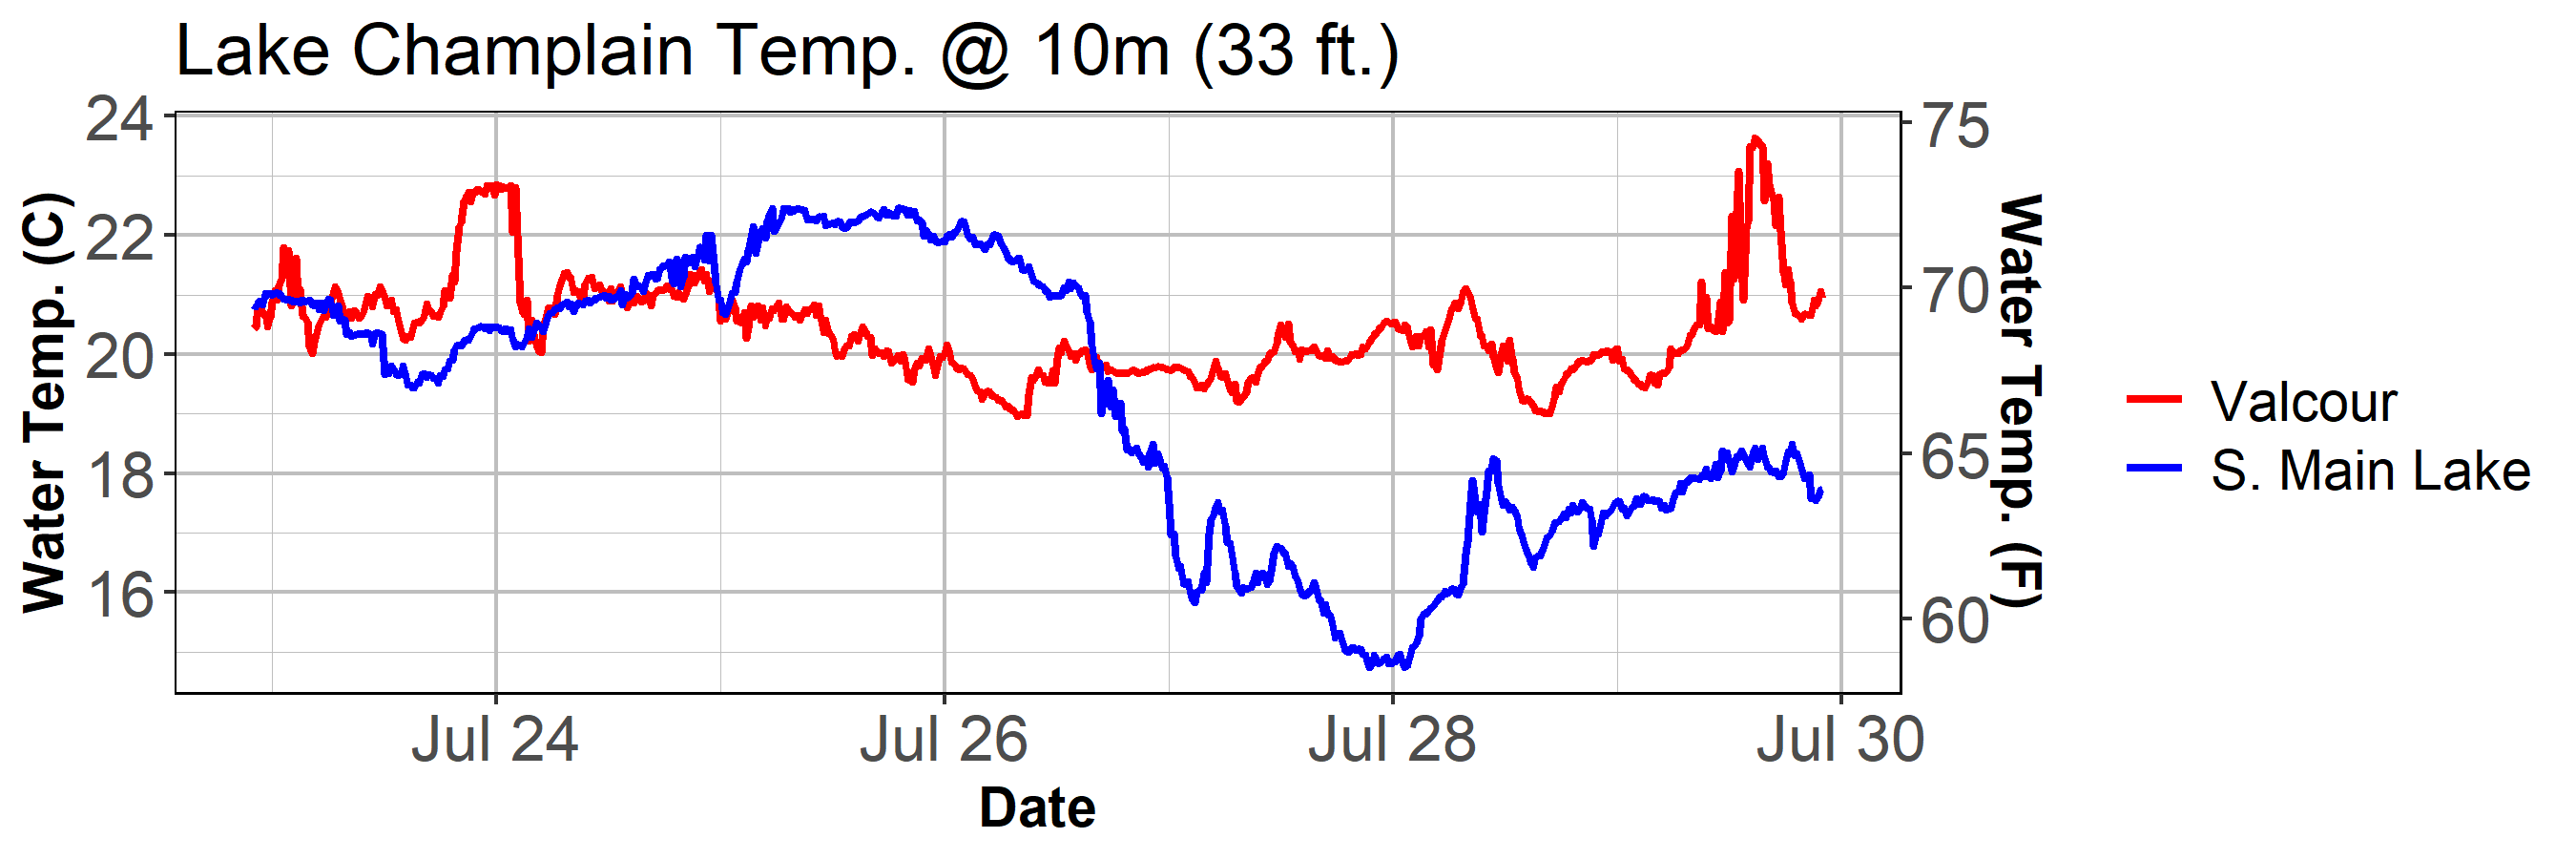 Lake Champlain Temp. @ 10m (33 ft.)
24
22
20
18
16
Water Temp. (C)
75
70
65
60
Water Temp. (F)
Jul 24
Jul 26
Jul 28
Jul 30
Date
Valcour
S. Main Lake